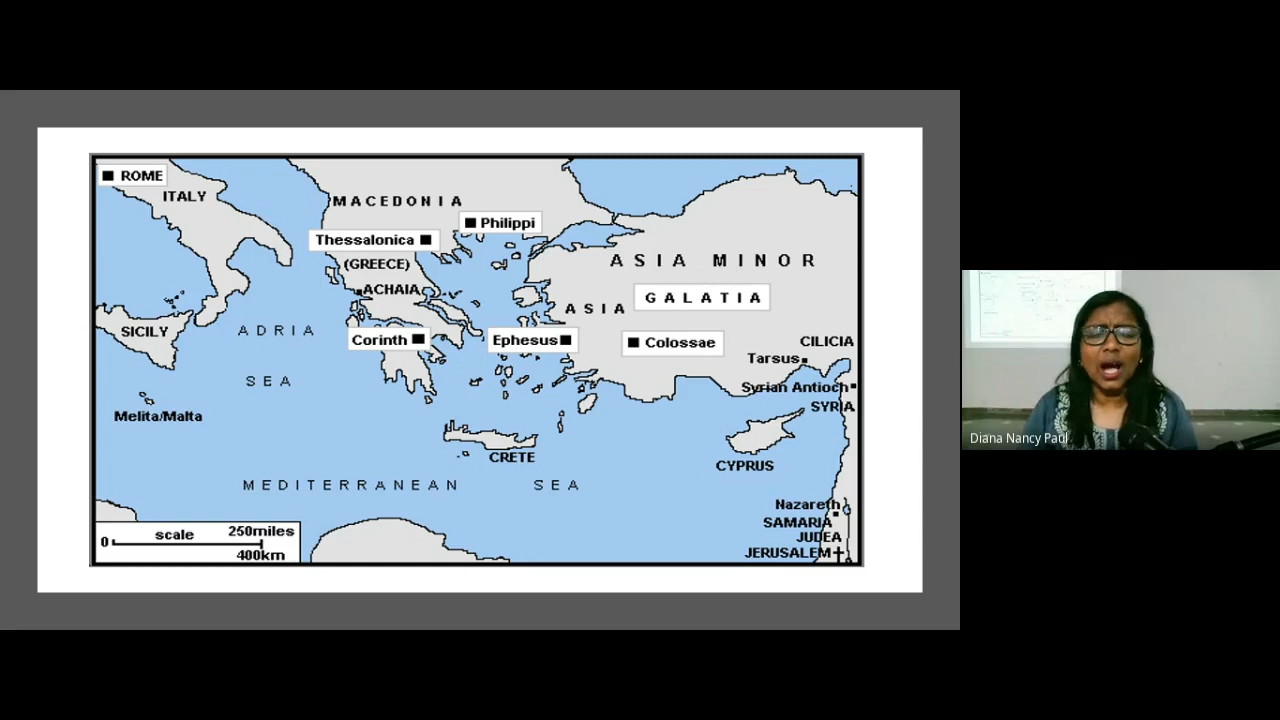 ROME
ITALY
MACEDONIA
Philippi
Thessalonica
(GREECE)
ASIA MINOR
ACHAIA
GALATIA
ASIA
SICILY
ADRIA
Corinth
Ephesus
Colossae
CILICIA
Tarsus
SEA
Syrian Antioch
SYRIA
Melita/Malta
CRETE
CYPRUS
MEDITERRANEAN SEA
Nazareth
SAMARIA
JUDEA
JERUSALEM
scale
250miles
0
400km
Diana Nancy Paul